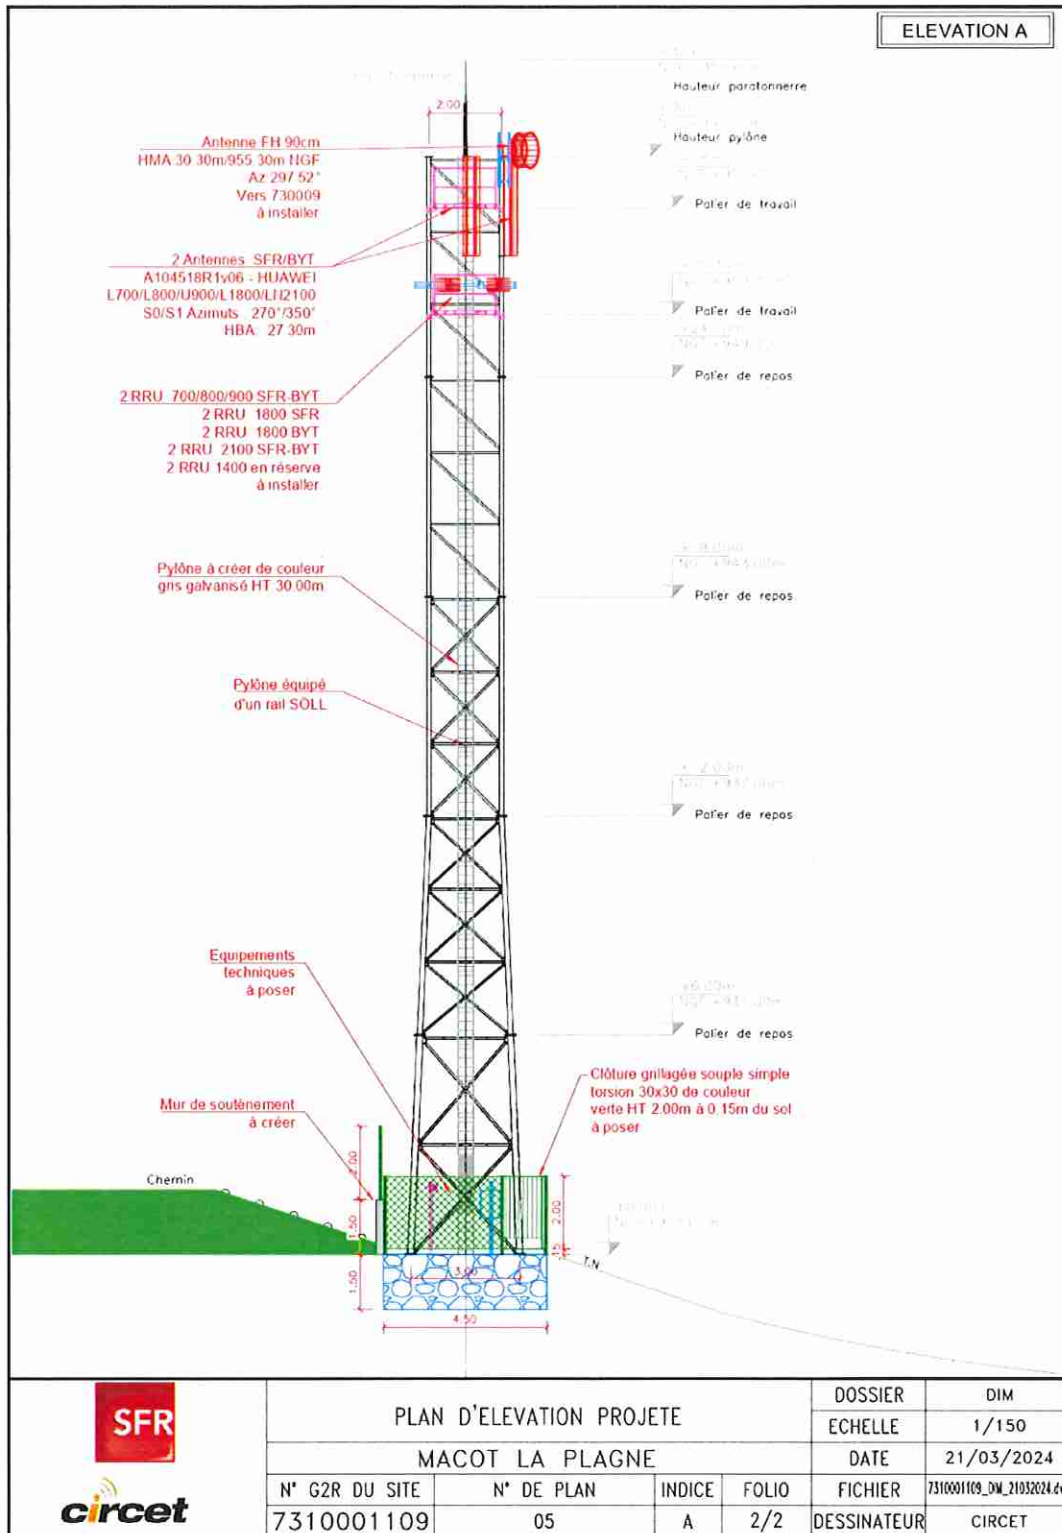 ELEVATION A
Hauteur paratonnerre
2.00
Hauteur pylône
Antenne FH 90cm
HMA 30 30m/955 30m NGF
Az 297 52°
Vers 730009
à installer
Palier de travail
2 Antennes SFR/BYT
A104518R1v06 - HUAWEI
L700/L800/U900/L1800/LN2100
S0/S1 Azimuts 270°/350°
HBA: 27 30m
Palier de travail
Palier de repos
2 RRU 700/800/900 SFR-BYT
2 RRU 1800 SFR
2 RRU 1800 BYT
2 RRU 2100 SFR-BYT
2 RRU 1400 en réserve
à installer
Pylône à créer de couleur
gris galvanisé HT 30.00m
Palier de repos
Pylône équipé
d'un rail SOLL
Palier de repos
Equipements
techniques
à poser
Palier de repos
Clôture grillagée souple simple
torsion 30x30 de couleur
verte HT 2.00m à 0.15m du sol
à poser
Mur de soutènement
à créer
Chemin
2.00
1.50
1.50
2.00
.15
T.N
3.00
4.50
SFR
circet
PLAN D'ELEVATION PROJETE
MACOT LA PLAGNE
DOSSIER DIM
ECHELLE 1/150
DATE 21/03/2024
N° G2R DU SITE N° DE PLAN INDICE FOLIO FICHIER
7310001109 05 A 2/2 DESSINATEUR CIRCET